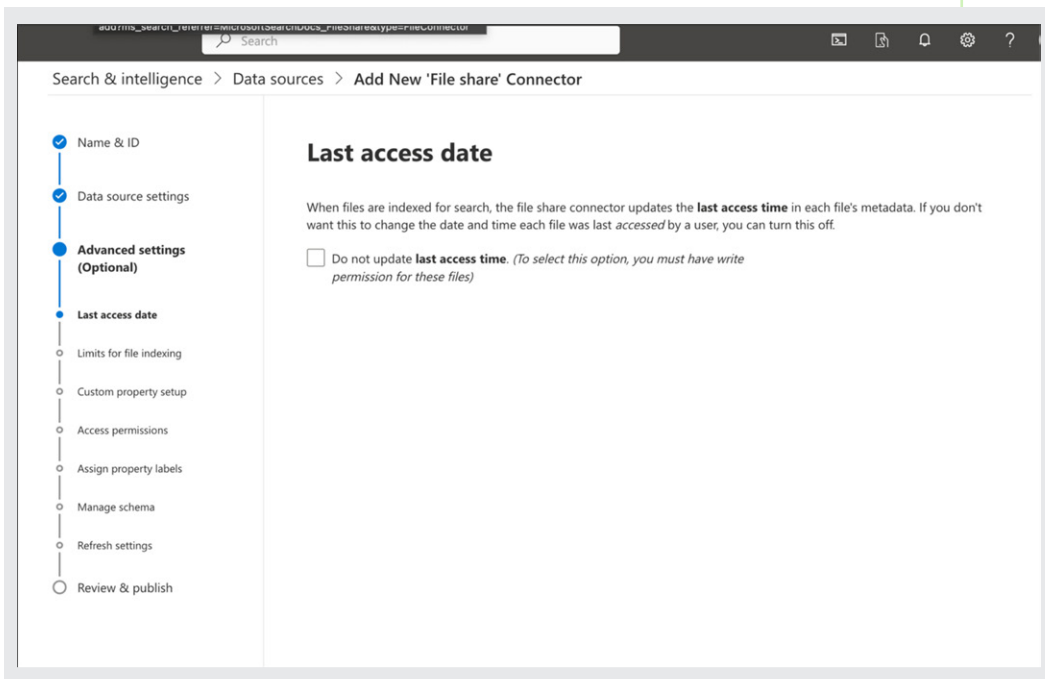 add?ms_search_referrer=MicrosoftSearchDocs_FileShare&type=FileConnector
Search
?
Search & intelligence > Data sources > Add New 'File share' Connector
Name & ID
Data source settings
Advanced settings
(Optional)
Last access date
Limits for file indexing
Custom property setup
Access permissions
Assign property labels
Manage schema
Refresh settings
Review & publish
Last access date
When files are indexed for search, the file share connector updates the last access time in each file's metadata. If you don't
want this to change the date and time each file was last accessed by a user, you can turn this off.
Do not update last access time. (To select this option, you must have write
permission for these files)